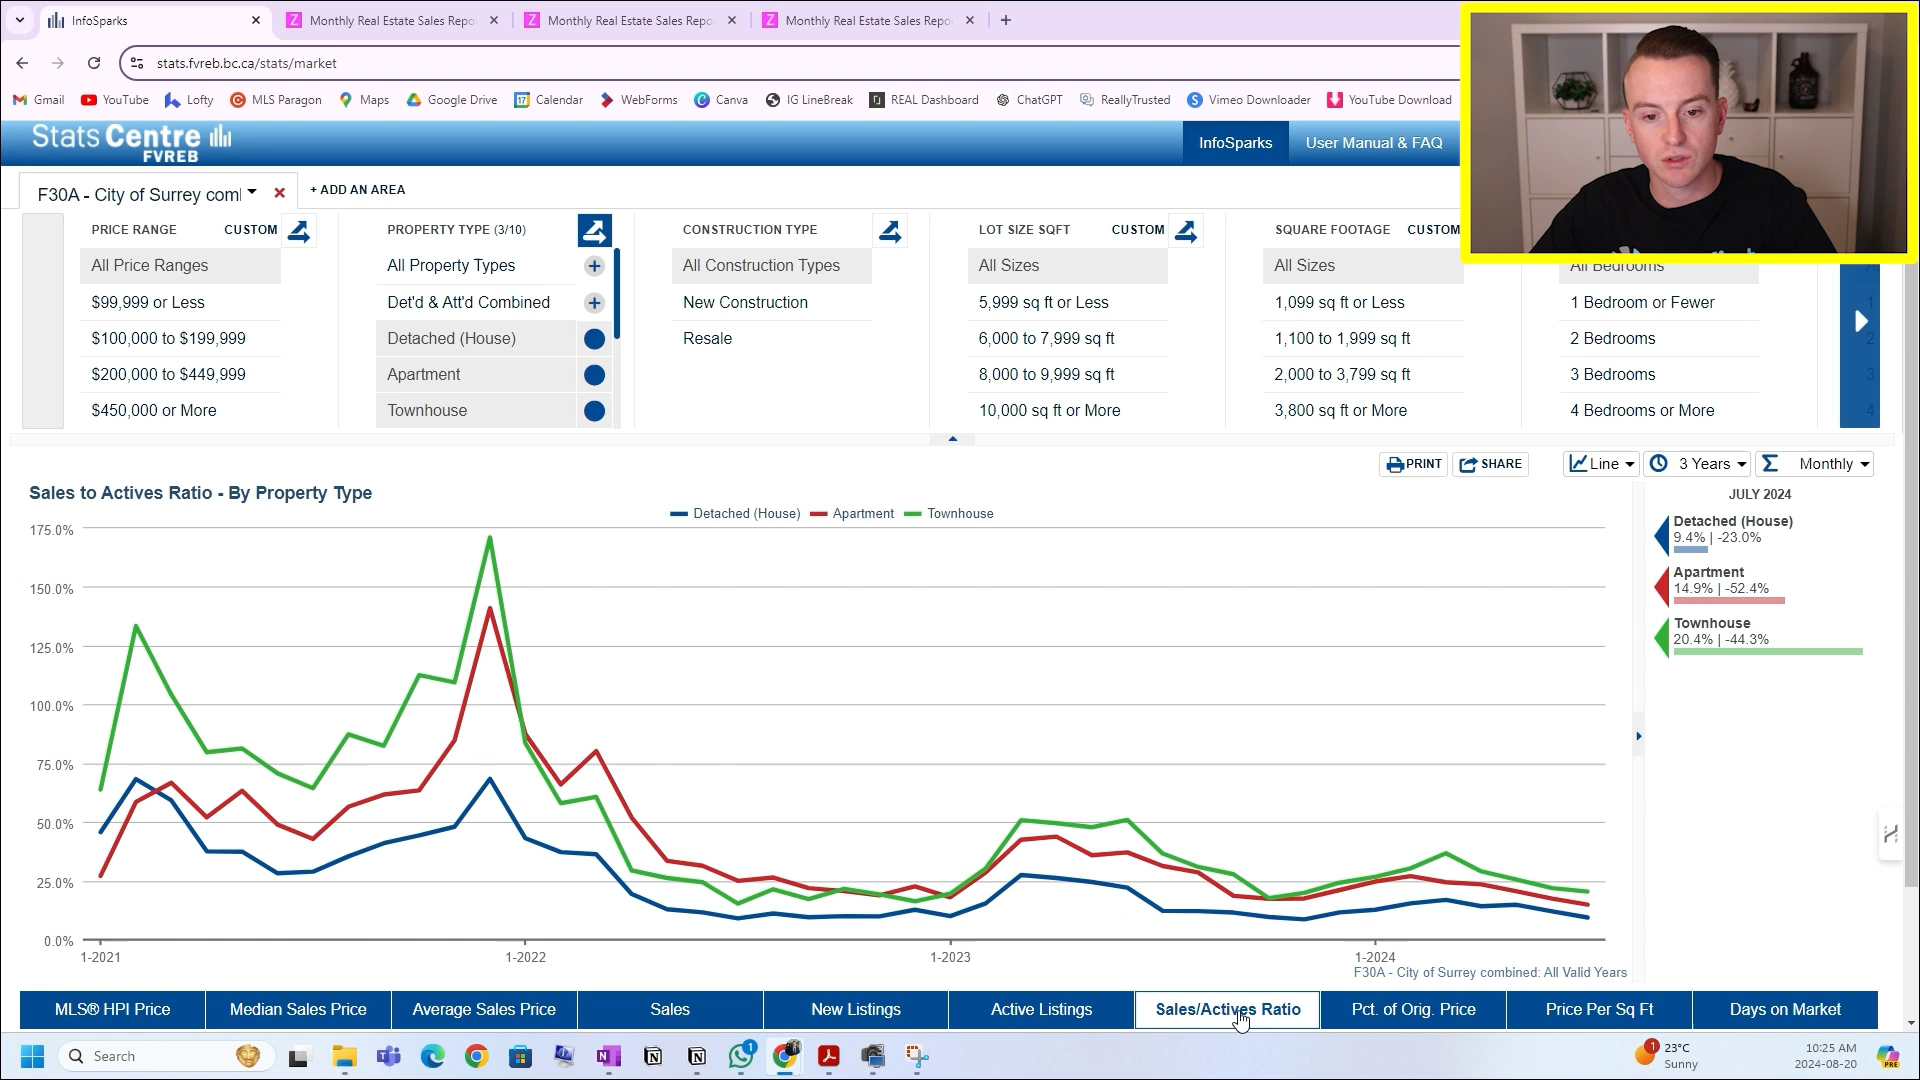 InfoSparks
Monthly Real Estate Sales Repo
Monthly Real Estate Sales Repo
Monthly Real Estate Sales Repo
stats.fvreb.bc.ca/stats/market
Gmail YouTube Lofty MLS Paragon Maps Google Drive Calendar WebForms Canva IG LineBreak REAL Dashboard ChatGPT ReallyTrusted Vimeo Downloader YouTube Download
Stats Centre
FVREB
InfoSparks User Manual & FAQ
F30A - City of Surrey com
+ ADD AN AREA
PRICE RANGE CUSTOM
All Price Ranges
$99,999 or Less
$100,000 to $199,999
$200,000 to $449,999
$450,000 or More
PROPERTY TYPE (3/10)
All Property Types
Det'd & Att'd Combined
Detached (House)
Apartment
Townhouse
CONSTRUCTION TYPE
All Construction Types
New Construction
Resale
LOT SIZE SQFT CUSTOM
All Sizes
5,999 sq ft or Less
6,000 to 7,999 sq ft
8,000 to 9,999 sq ft
10,000 sq ft or More
SQUARE FOOTAGE CUSTOM
All Sizes
1,099 sq ft or Less
1,100 to 1,999 sq ft
2,000 to 3,799 sq ft
3,800 sq ft or More
All Bedrooms
1 Bedroom or Fewer
2 Bedrooms
3 Bedrooms
4 Bedrooms or More
PRINT SHARE Line 3 Years Monthly
Sales to Actives Ratio - By Property Type
Detached (House) Apartment Townhouse
175.0%
150.0%
125.0%
100.0%
75.0%
50.0%
25.0%
0.0%
1-2021 1-2022 1-2023 1-2024
F30A - City of Surrey combined: All Valid Years
JULY 2024
Detached (House)
9.4% | -23.0%
Apartment
14.9% | -52.4%
Townhouse
20.4% | -44.3%
MLS® HPI Price Median Sales Price Average Sales Price Sales New Listings Active Listings Sales/Actives Ratio Pct. of Orig. Price Price Per Sq Ft Days on Market
Search
1
1
23°C
Sunny
10:25 AM
2024-08-20
PRE